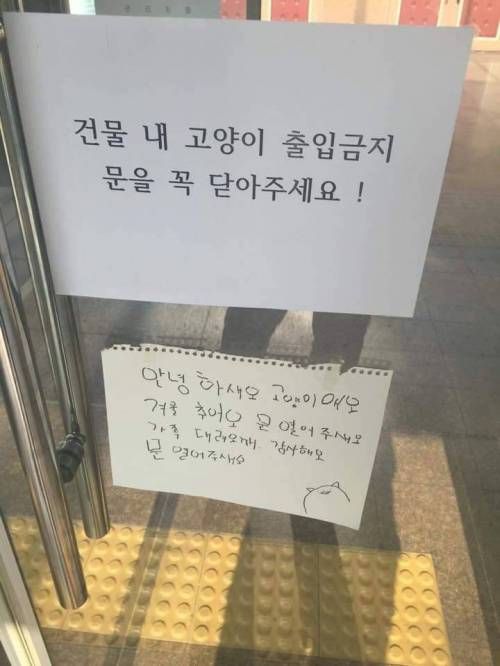 건물 내 고양이 출입금지
문을 꼭 닫아주세요 !
안녕 하새오 고양이애오
겨울 추어오 문 열어 주새오
가족 대려오깨. 감사해오
문 열어주새오